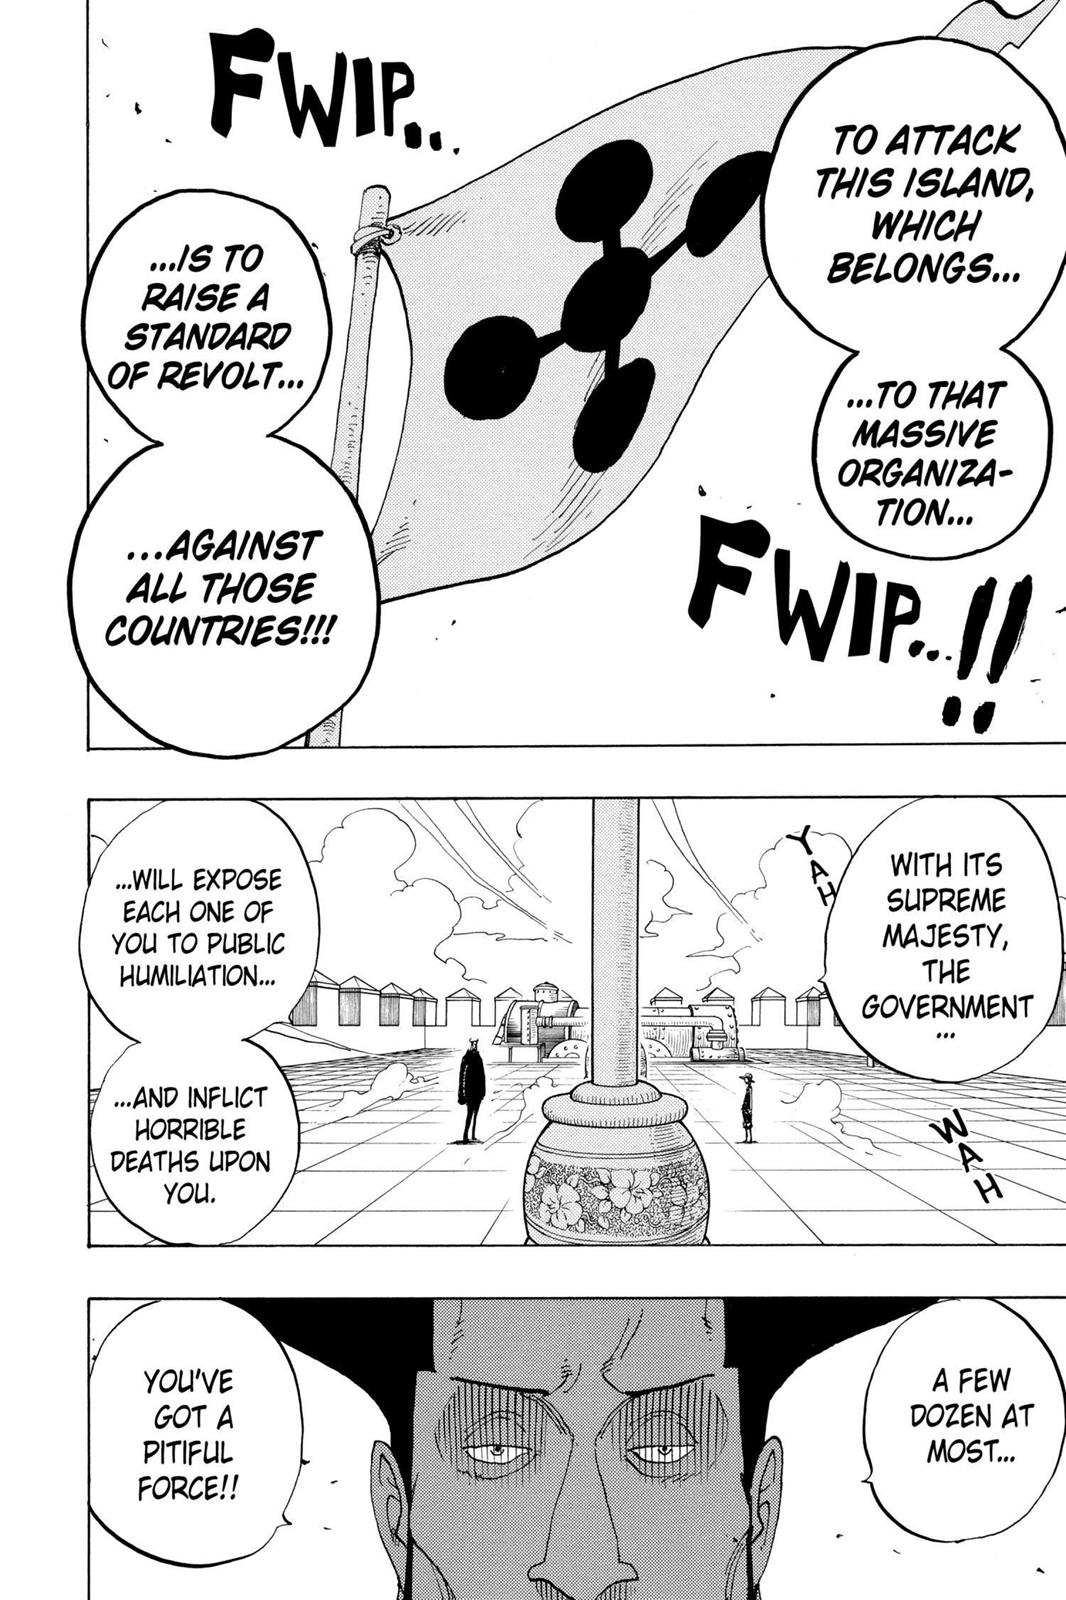 FWIP..
TO ATTACK
THIS ISLAND,
WHICH
BELONGS...
...TO THAT
MASSIVE
ORGANIZA-
TION...
...IS TO
RAISE A
STANDARD
OF REVOLT...
...AGAINST
ALL THOSE
COUNTRIES!!!
FWIP..!!
WITH ITS
SUPREME
MAJESTY,
THE
GOVERNMENT
...
YAH
WAH
...WILL EXPOSE
EACH ONE OF
YOU TO PUBLIC
HUMILIATION...
...AND INFLICT
HORRIBLE
DEATHS UPON
YOU.
A FEW
DOZEN AT
MOST...
YOU'VE
GOT A
PITIFUL
FORCE!!